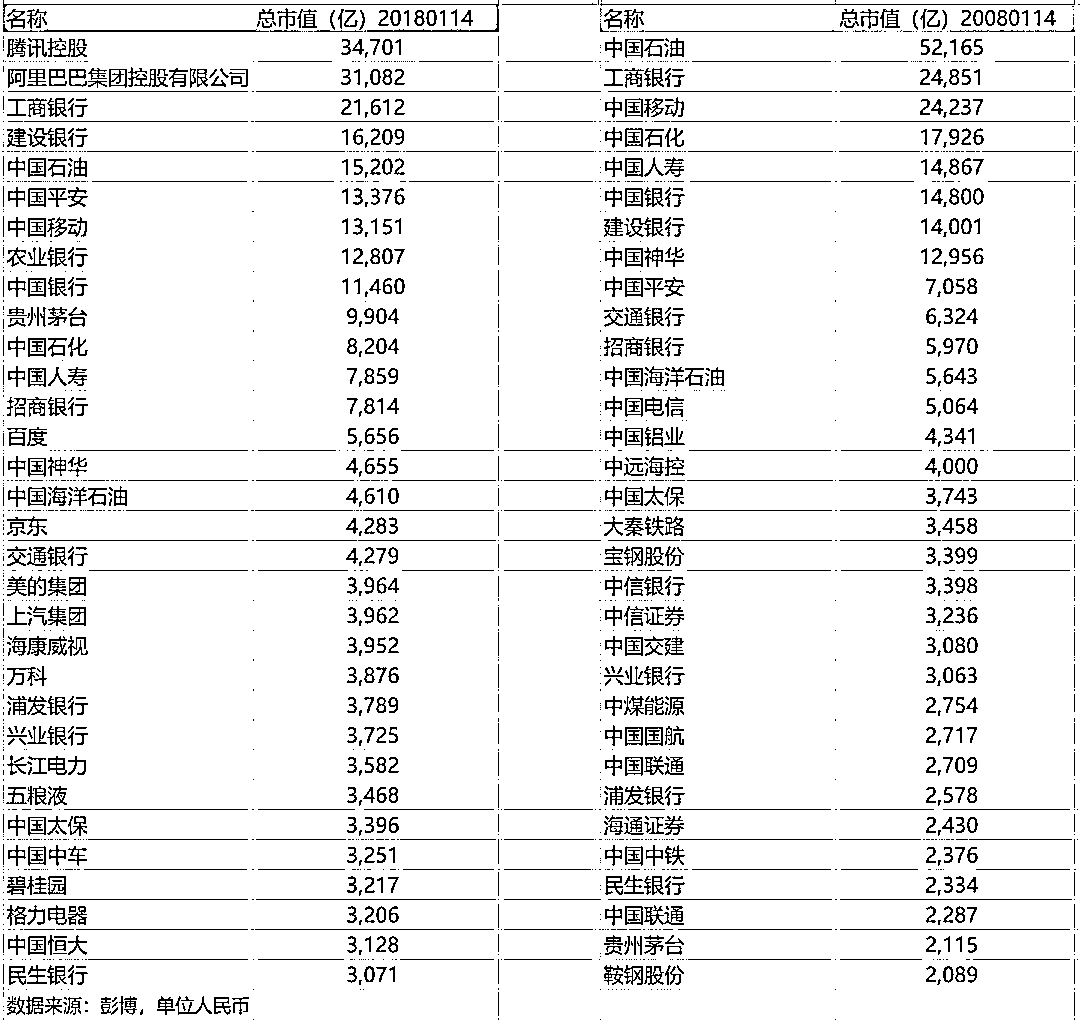 名称 总市值（亿）20180114 名称 总市值（亿）20080114
腾讯控股 34,701 中国石油 52,165
阿里巴巴集团控股有限公司 31,082 工商银行 24,851
工商银行 21,612 中国移动 24,237
建设银行 16,209 中国石化 17,926
中国石油 15,202 中国人寿 14,867
中国平安 13,376 中国银行 14,800
中国移动 13,151 建设银行 14,001
农业银行 12,807 中国神华 12,956
中国银行 11,460 中国平安 7,058
贵州茅台 9,904 交通银行 6,324
中国石化 8,204 招商银行 5,970
中国人寿 7,859 中国海洋石油 5,643
招商银行 7,814 中国电信 5,064
百度 5,656 中国铝业 4,341
中国神华 4,655 中远海控 4,000
中国海洋石油 4,610 中国太保 3,743
京东 4,283 大秦铁路 3,458
交通银行 4,279 宝钢股份 3,399
美的集团 3,964 中信银行 3,398
上汽集团 3,962 中信证券 3,236
海康威视 3,952 中国交建 3,080
万科 3,876 兴业银行 3,063
浦发银行 3,789 中煤能源 2,754
兴业银行 3,725 中国国航 2,717
长江电力 3,582 中国联通 2,709
五粮液 3,468 浦发银行 2,578
中国太保 3,396 海通证券 2,430
中国中车 3,251 中国中铁 2,376
碧桂园 3,217 民生银行 2,334
格力电器 3,206 中国联通 2,287
中国恒大 3,128 贵州茅台 2,115
民生银行 3,071 鞍钢股份 2,089
数据来源：彭博，单位人民币